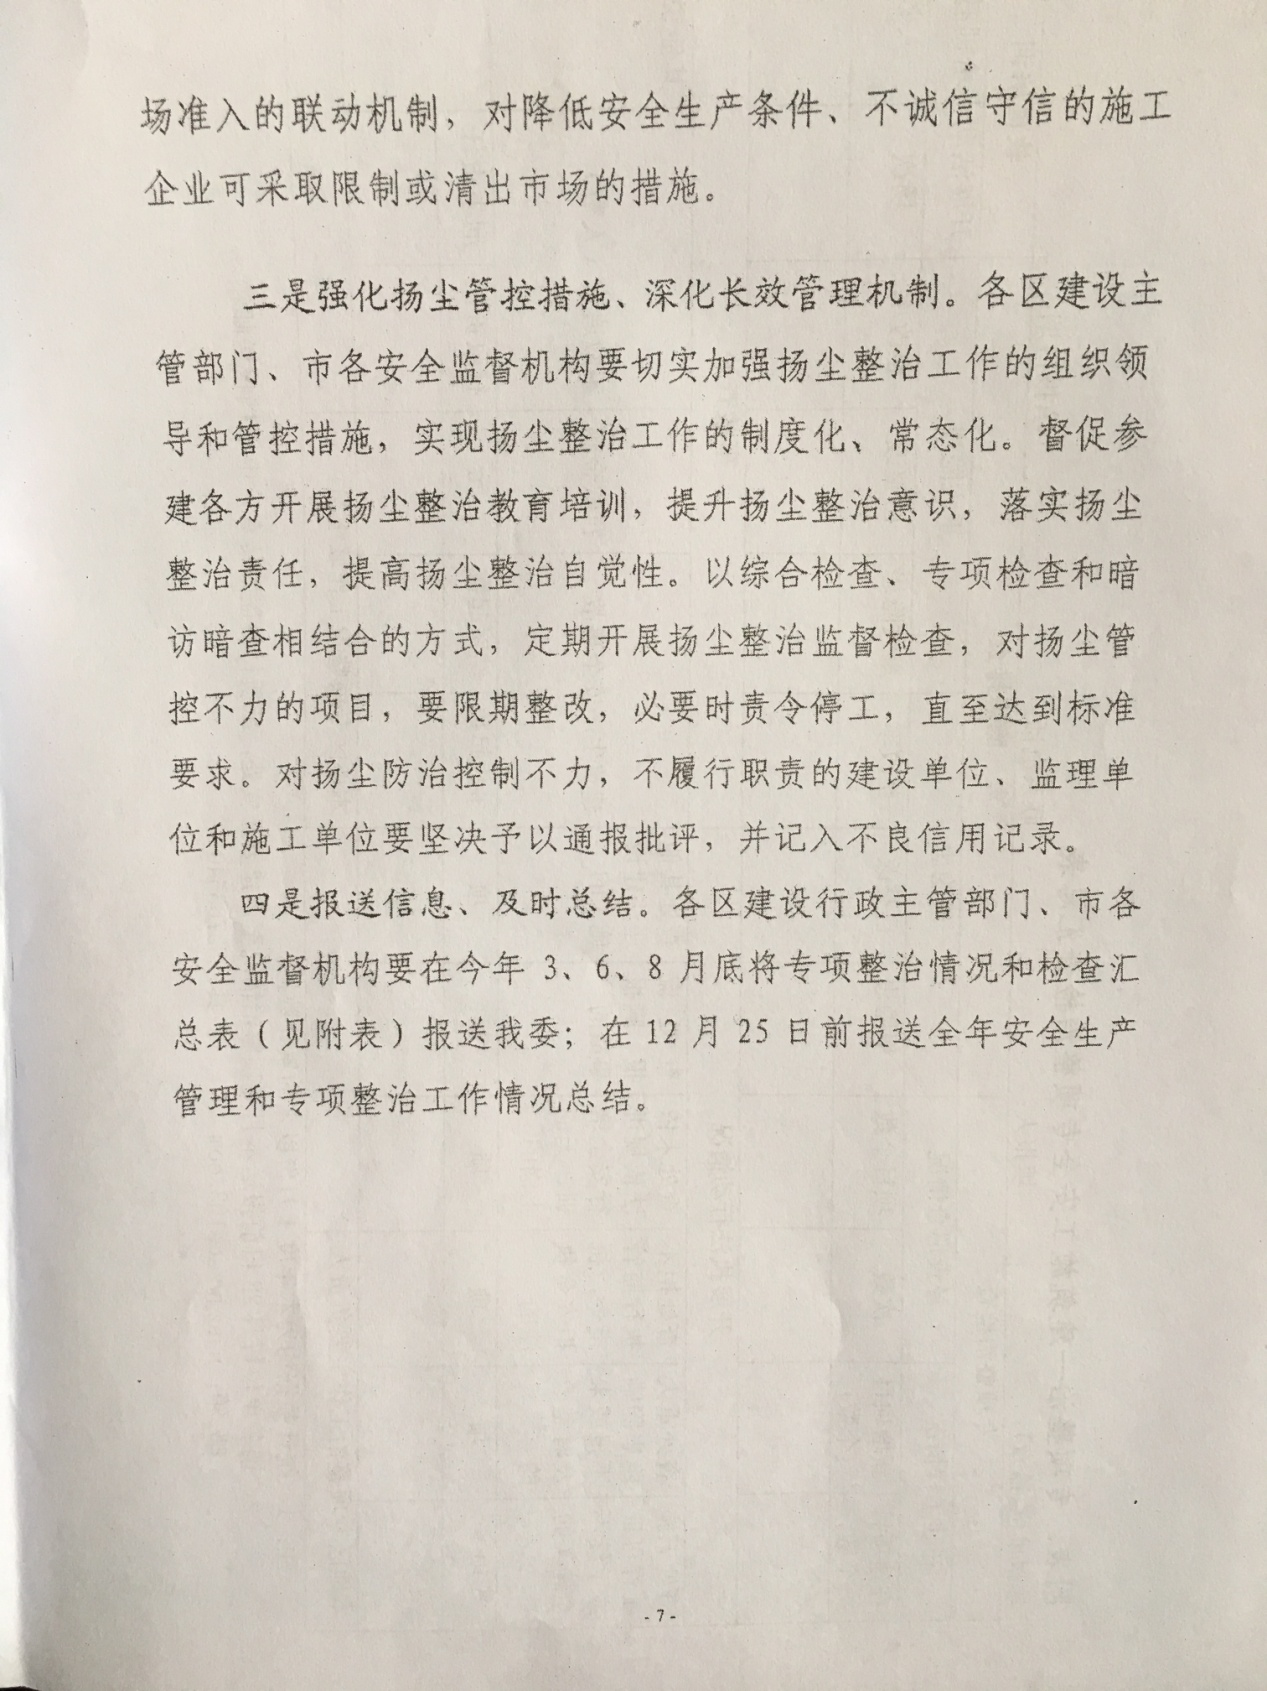 场准入的联动机制，对降低安全生产条件、不诚信守信的施工
企业可采取限制或清出市场的措施。
三是强化扬尘管控措施、深化长效管理机制。各区建设主
管部门、市各安全监督机构要切实加强扬尘整治工作的组织领
导和管控措施，实现扬尘整治工作的制度化、常态化。督促参
建各方开展扬尘整治教育培训，提升扬尘整治意识，落实扬尘
整治责任，提高扬尘整治自觉性。以综合检查、专项检查和暗
访暗查相结合的方式，定期开展扬尘整治监督检查，对扬尘管
控不力的项目，要限期整改，必要时责令停工，直至达到标准
要求。对扬尘防治控制不力，不履行职责的建设单位、监理单
位和施工单位要坚决予以通报批评，并记入不良信用记录。
四是报送信息、及时总结。各区建设行政主管部门、市各
安全监督机构要在今年 3、6、8 月底将专项整治情况和检查汇
总表（见附表）报送我委；在 12 月 25 日前报送全年安全生产
管理和专项整治工作情况总结。
- 7 -